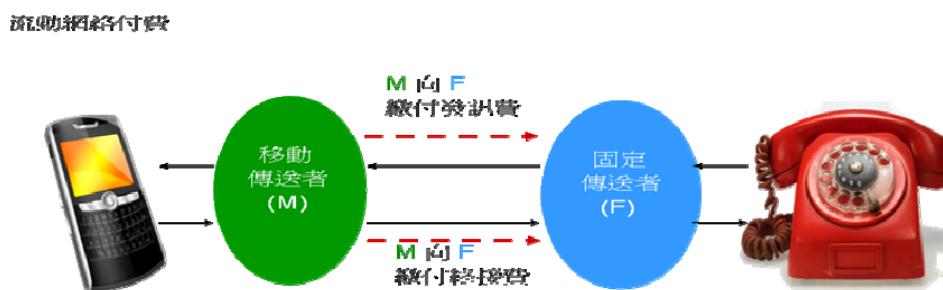 流動網絡付費
M 向 F
繳付發訊費
移動
傳送者
(M)
固定
傳送者
(F)
M 向 F
繳付終接費